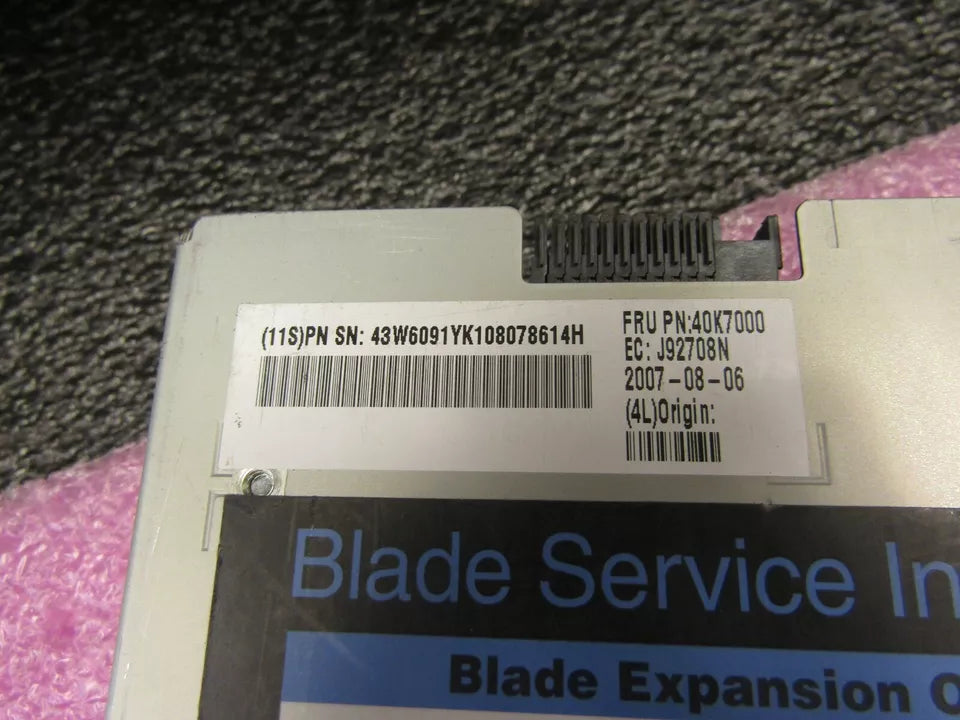 (11S)PN SN: 43W6091YK108078614H
FRU PN:40K7000
EC: J92708N
2007-08-06
(4L)Origin:
Blade Service In
Blade Expansion O